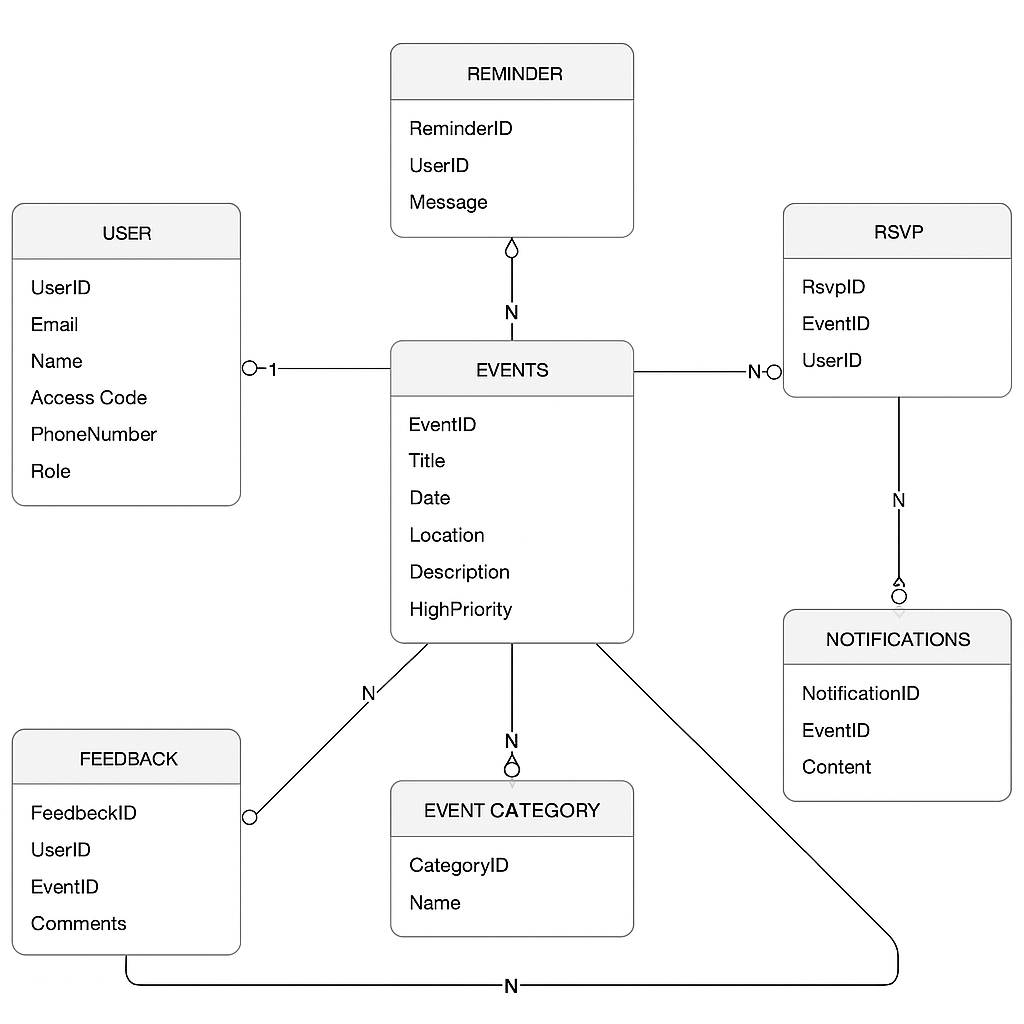 REMINDER
ReminderID
UserID
Message
USER
UserID
Email
Name
Access Code
PhoneNumber
Role
RSVP
RsvpID
EventID
UserID
N
1
N
EVENTS
EventID
Title
Date
Location
Description
HighPriority
N
NOTIFICATIONS
NotificationID
EventID
Content
N
N
FEEDBACK
FeedbeckID
UserID
EventID
Comments
EVENT CATEGORY
CategoryID
Name
N